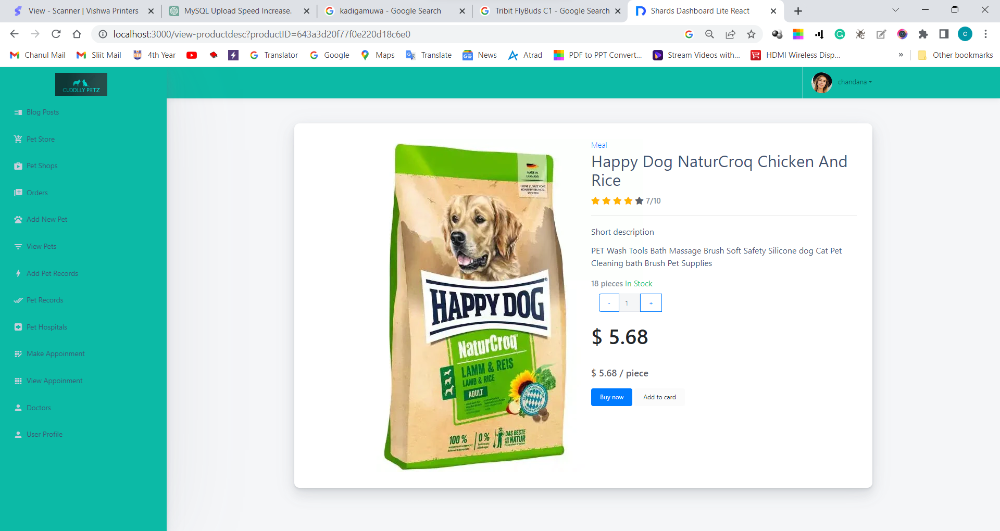 View - Scanner | Vishwa Printers
MySQL Upload Speed Increase.
kadigamuwa - Google Search
Tribit FlyBuds C1 - Google Search
Shards Dashboard Lite React
localhost:3000/view-productdesc?productID=643a3d20f77f0e220d18c6e0
Chanul Mail
Sliit Mail
4th Year
Translator
Google
Maps
Translate
News
Atrad
PDF to PPT Convert...
Stream Videos with...
HDMI Wireless Disp...
»
Other bookmarks
CUDDLLY PETZ
chandana
Blog Posts
Pet Store
Pet Shops
Orders
Add New Pet
View Pets
Add Pet Records
Pet Records
Pet Hospitals
Make Appoinment
View Appoinment
Doctors
User Profile
MADE IN
GERMANY
OHNE ZUSATZ VON
KONSERVIERUNGS-
STOFFEN
HAPPY DOG®
NaturCroq
LAMM & REIS
LAMB & RICE
ADULT
100 %
0 %
DAS BESTE
AUS
DER NATUR
Meal
Happy Dog NaturCroq Chicken And
Rice
7/10
Short description
PET Wash Tools Bath Massage Brush Soft Safety Silicone dog Cat Pet
Cleaning bath Brush Pet Supplies
18 pieces In Stock
- 1 +
$ 5.68
$ 5.68 / piece
Buy now
Add to card